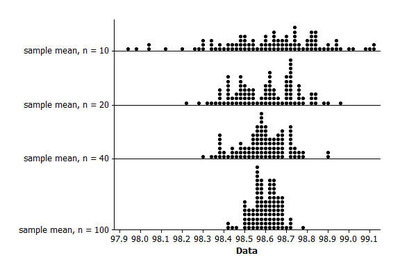 sample mean, n = 10
sample mean, n = 20
sample mean, n = 40
sample mean, n = 100
97.9 98.0 98.1 98.2 98.3 98.4 98.5 98.6 98.7 98.8 98.9 99.0 99.1
Data